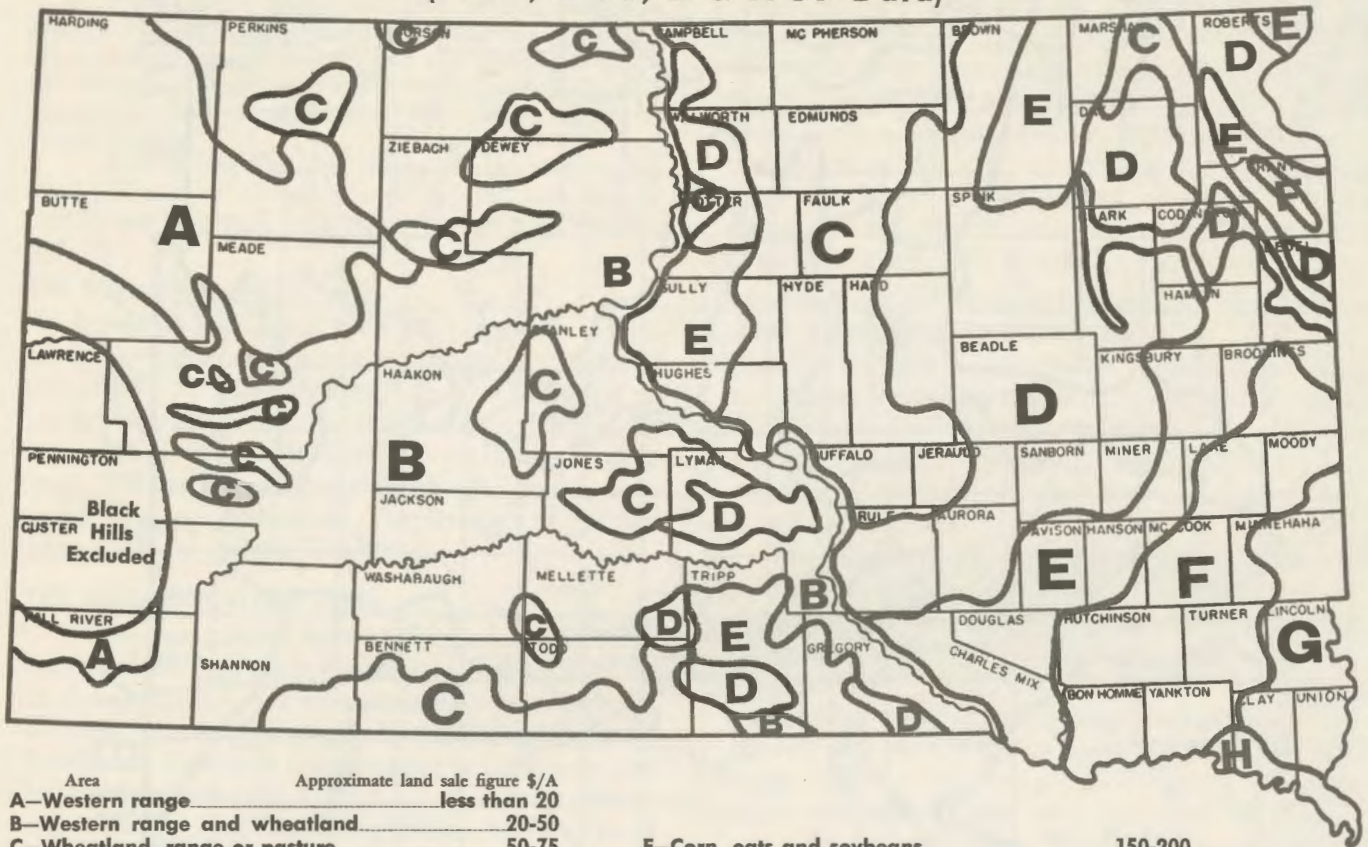 Data)
HARDING PERKINS C CORSON C CAMPBELL MC PHERSON BROWN MARSHALL C ROBERTS E
D
C C WALWORTH EDMUNDS E DAY
ZIEBACH DEWEY D D E GRANT
BUTTE A C POTTER FAULK SPINK CLARK CODINGTON F
MEADE C C D DEUEL D
B SULLY HYDE HAND HAMLIN
STANLEY E BEADLE
LAWRENCE C C HAAKON C HUGHES D KINGSBURY BROOKINGS
C
PENNINGTON C B JONES LYMAN BUFFALO JERAULD SANBORN MINER LAKE MOODY
C JACKSON C D
Black
Hills
Excluded
CUSTER BRULE AURORA DAVISON HANSON MC COOK MINNEHAHA
WASHABAUGH MELLETTE TRIPP B E F
FALL RIVER C D E DOUGLAS HUTCHINSON TURNER LINCOLN
A SHANNON BENNETT TODD GREGORY CHARLES MIX G
C D BON HOMME YANKTON CLAY UNION
B D H
Area Approximate land sale figure $/A
A—Western range less than 20
B—Western range and wheatland 20-50
C—Wheatland, range or pasture 50-75
F—Corn, oats and soybeans 150-200